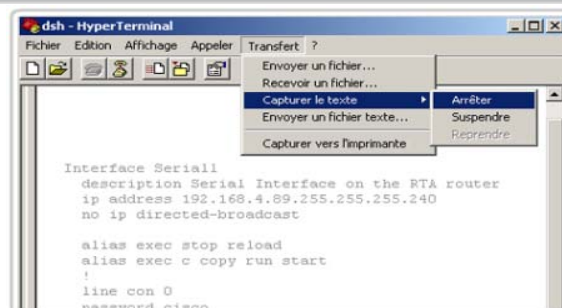 dsh - HyperTerminal
Fichier Edition Affichage Appeler Transfert ?
Envoyer un fichier...
Recevoir un fichier...
Capturer le texte
Arrêter
Envoyer un fichier texte...
Suspendre
Reprendre
Capturer vers l'imprimante
Interface Serial1
description Serial Interface on the RTA router
ip address 192.168.4.89.255.255.255.240
no ip directed-broadcast
alias exec stop reload
alias exec c copy run start
!
line con 0
password cisco